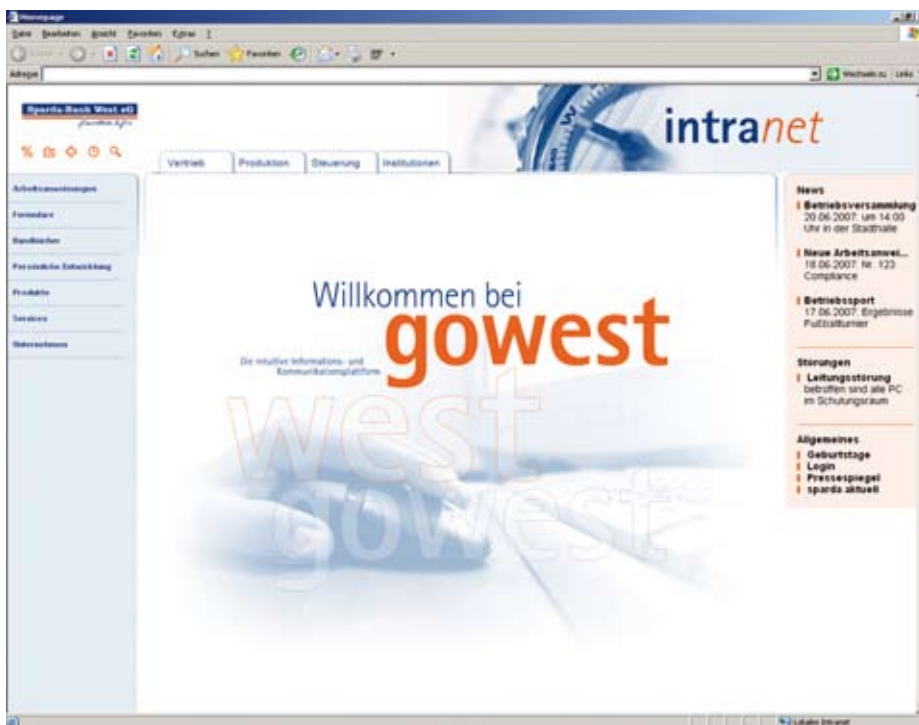 Homepage
Datei Bearbeiten Ansicht Favoriten Extras ?
Suchen Favoriten
Adresse
Wechseln zu Links
Sparda-Bank West eG
intranet
Vertrieb Produktion Steuerung Institutionen
Arbeitsanweisungen
Formulare
Handbücher
Persönliche Entwicklung
Produkte
Services
Unternehmen
Willkommen bei
gowest
Die intuitive Informations- und
Kommunikationsplattform
west
gowest
News
Betriebsversammlung
20.06.2007: um 14:00
Uhr in der Stadthalle
Neue Arbeitsanwei...
18.06.2007: Nr. 123
Compliance
Betriebssport
17.06.2007: Ergebnisse
Fußballturnier
Störungen
Leitungsstörung
betroffen sind alle PC
im Schulungsraum
Allgemeines
Geburtstage
Login
Pressespiegel
sparda aktuell
Lokales Intranet